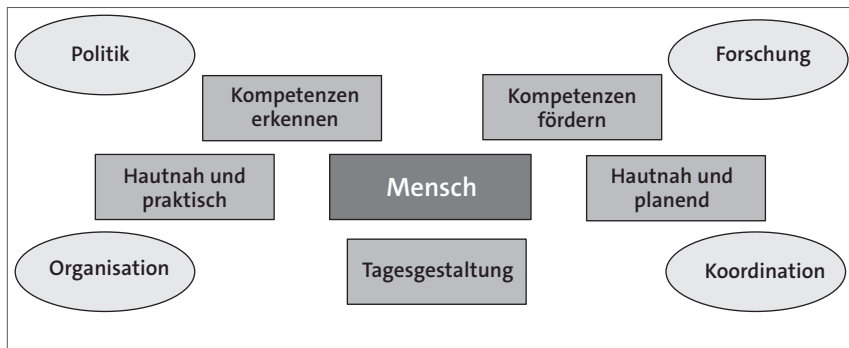 Politik
Forschung
Kompetenzen
erkennen
Kompetenzen
fördern
Hautnah und
praktisch
Mensch
Hautnah und
planend
Organisation
Tagesgestaltung
Koordination